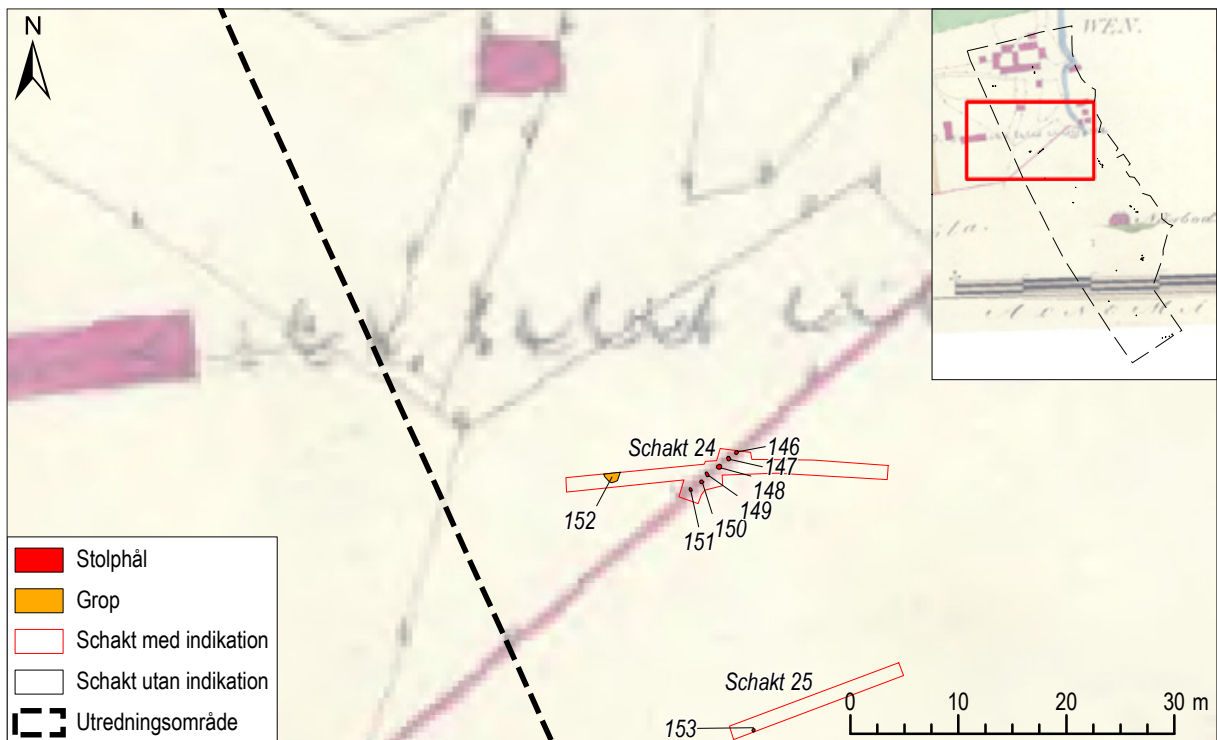 N
WEN.
Schakt 24
146
147
148
149
150
151
152
Schakt 25
153
Stolphål
Grop
Schakt med indikation
Schakt utan indikation
Utredningsområde
0 10 20 30 m